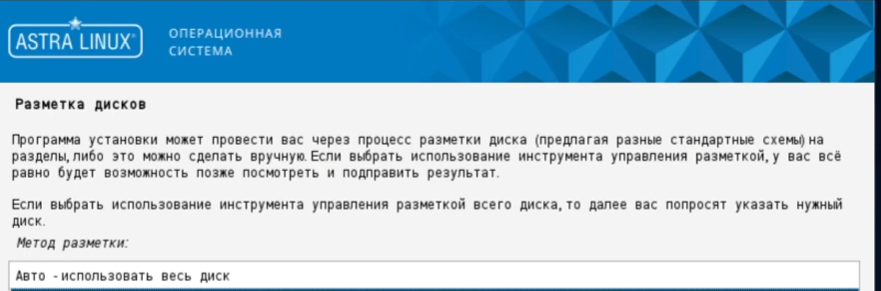 ASTRA LINUX®
ОПЕРАЦИОННАЯ
СИСТЕМА
Разметка дисков
Программа установки может провести вас через процесс разметки диска (предлагая разные стандартные схемы) на
разделы, либо это можно сделать вручную. Если выбрать использование инструмента управления разметкой, у вас всё
равно будет возможность позже посмотреть и подправить результат.
Если выбрать использование инструмента управления разметкой всего диска, то далее вас попросят указать нужный
диск.
Метод разметки:
Авто - использовать весь диск